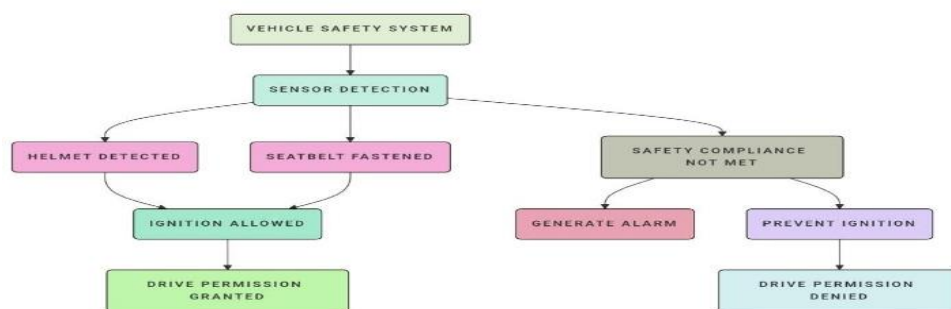 VEHICLE SAFETY SYSTEM
SENSOR DETECTION
HELMET DETECTED
SEATBELT FASTENED
SAFETY COMPLIANCE
NOT MET
IGNITION ALLOWED
GENERATE ALARM
PREVENT IGNITION
DRIVE PERMISSION
GRANTED
DRIVE PERMISSION
DENIED